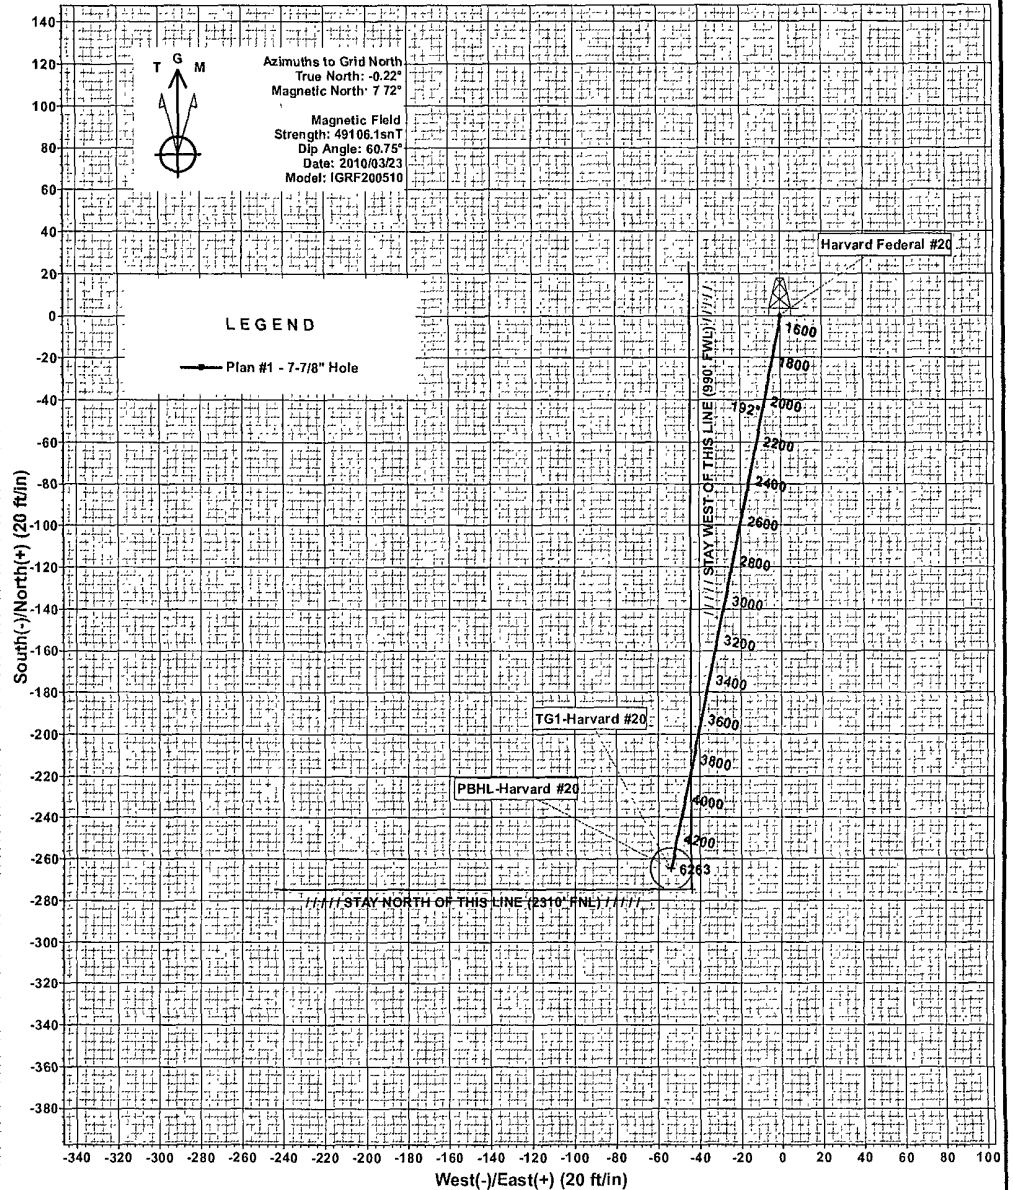 T G M
Azimuths to Grid North
True North: -0.22°
Magnetic North: 7 72°
Magnetic Field
Strength: 49106.1snT
Dip Angle: 60.75°
Date: 2010/03/23
Model: IGRF200510
Harvard Federal #20
LEGEND
Plan #1 - 7-7/8" Hole
///// STAY WEST OF THIS LINE (990' FWL) /////
192°
1600
1800
2000
2200
2400
2600
2800
3000
3200
3400
3600
3800
4000
4200
6263
TG1-Harvard #20
PBHL-Harvard #20
///// STAY NORTH OF THIS LINE (2310' FNL) /////
South(-)/North(+) (20 ft/in)
140
120
100
80
60
40
20
0
-20
-40
-60
-80
-100
-120
-140
-160
-180
-200
-220
-240
-260
-280
-300
-320
-340
-360
-380
-340 -320 -300 -280 -260 -240 -220 -200 -180 -160 -140 -120 -100 -80 -60 -40 -20 0 20 40 60 80 100
West(-)/East(+) (20 ft/in)